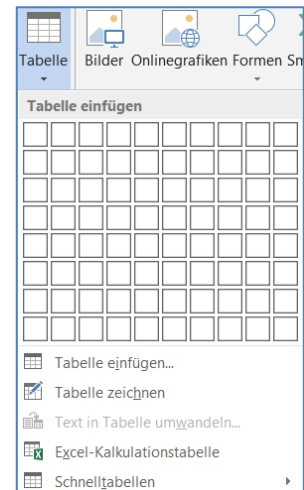 Tabelle Bilder Onlinegrafiken Formen Sm
Tabelle einfügen
Tabelle einfügen...
Tabelle zeichnen
Text in Tabelle umwandeln...
Excel-Kalkulationstabelle
Schnelltabellen